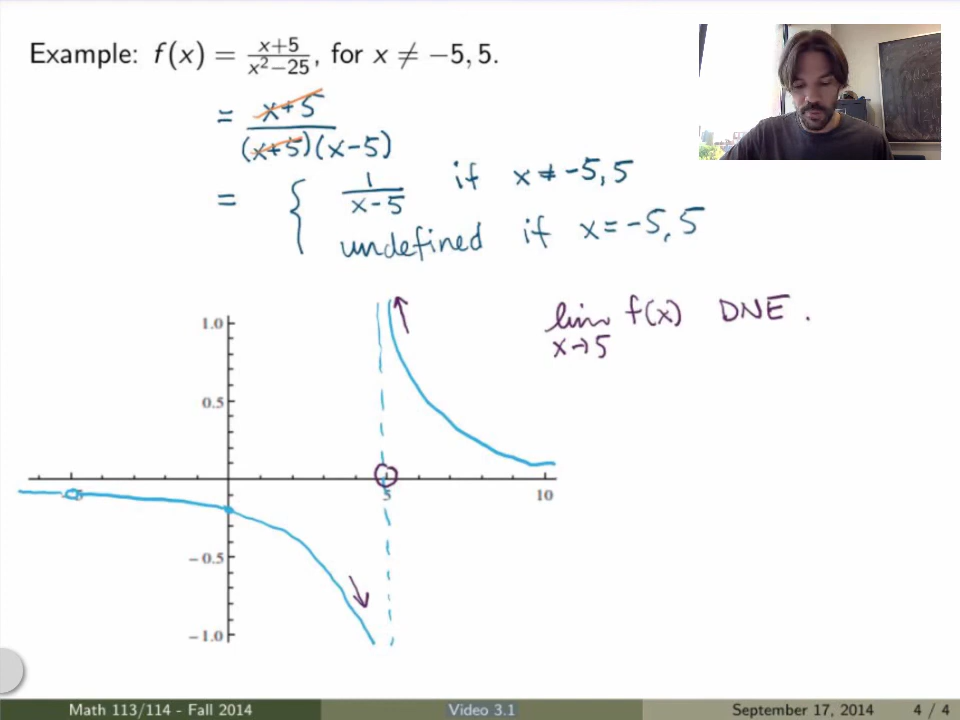 Example: f(x) = x+5 / x²−25, for x ≠ −5, 5.
= x+5 / (x+5)(x−5)
= { 1 / x−5 if x ≠ −5, 5
undefined if x = −5, 5
lim x→5 f(x) DNE.
1.0
0.5
−5 5 10
−0.5
−1.0
Math 113/114 - Fall 2014 Video 3.1 September 17, 2014 4 / 4